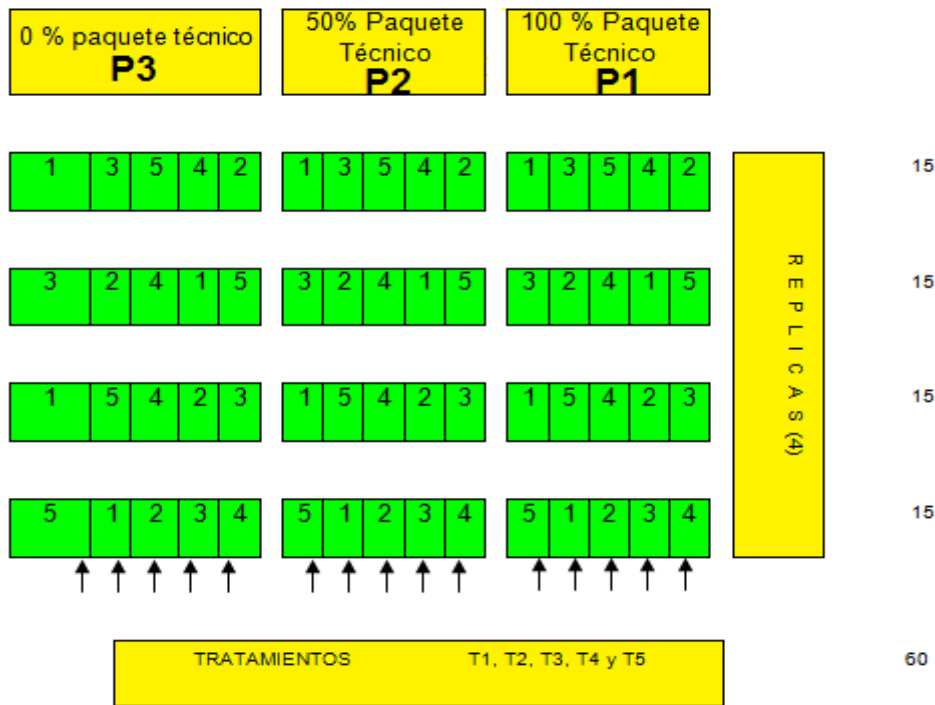 0 % paquete técnico
P3
50% Paquete
Técnico
P2
100 % Paquete
Técnico
P1
1 3 5 4 2 1 3 5 4 2 1 3 5 4 2 15
3 2 4 1 5 3 2 4 1 5 3 2 4 1 5 15
1 5 4 2 3 1 5 4 2 3 1 5 4 2 3 15
5 1 2 3 4 5 1 2 3 4 5 1 2 3 4 15
REPLICAS (4)
TRATAMIENTOS T1, T2, T3, T4 y T5 60